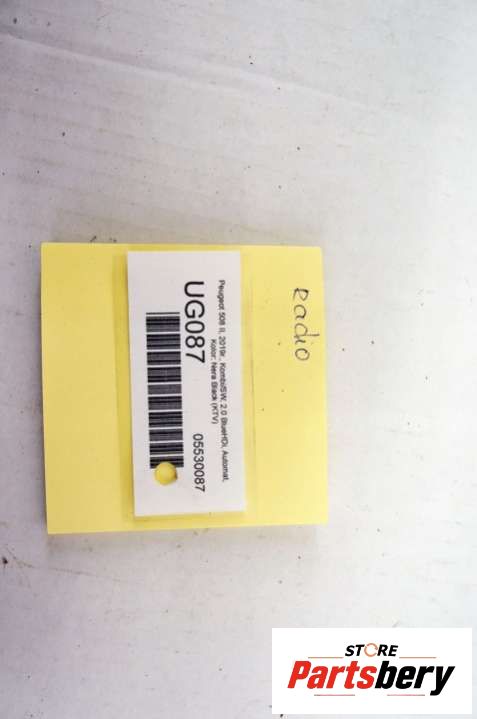 Radio
Peugeot 508 II, 2019r., Kombi/SW, 2.0 BlueHDi, Automat,
Kolor: Nera Black (KTV)
UG087
05530087
STORE
Partsbery